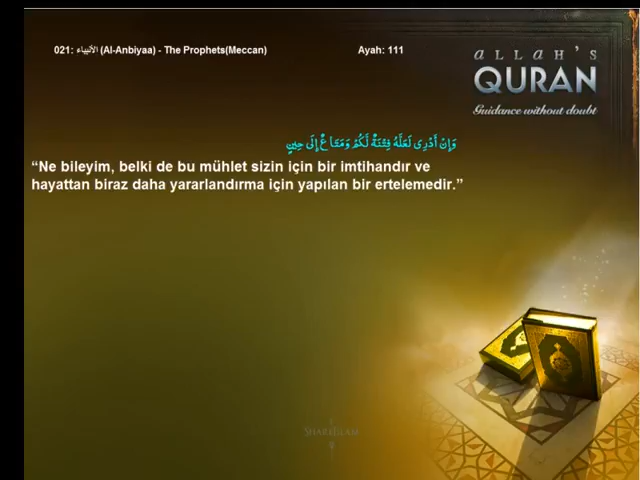 021: الأنبياء (Al-Anbiyaa) - The Prophets(Meccan) Ayah: 111
ALLAH'S
QURAN
Guidance without doubt
وَإِنْ أَدْرِى لَعَلَّهُ فِتْنَةٌ لَّكُمْ وَمَتَاعٌ إِلَى حِينٍ
“Ne bileyim, belki de bu mühlet sizin için bir imtihandır ve
hayattan biraz daha yararlandırma için yapılan bir ertelemedir.”